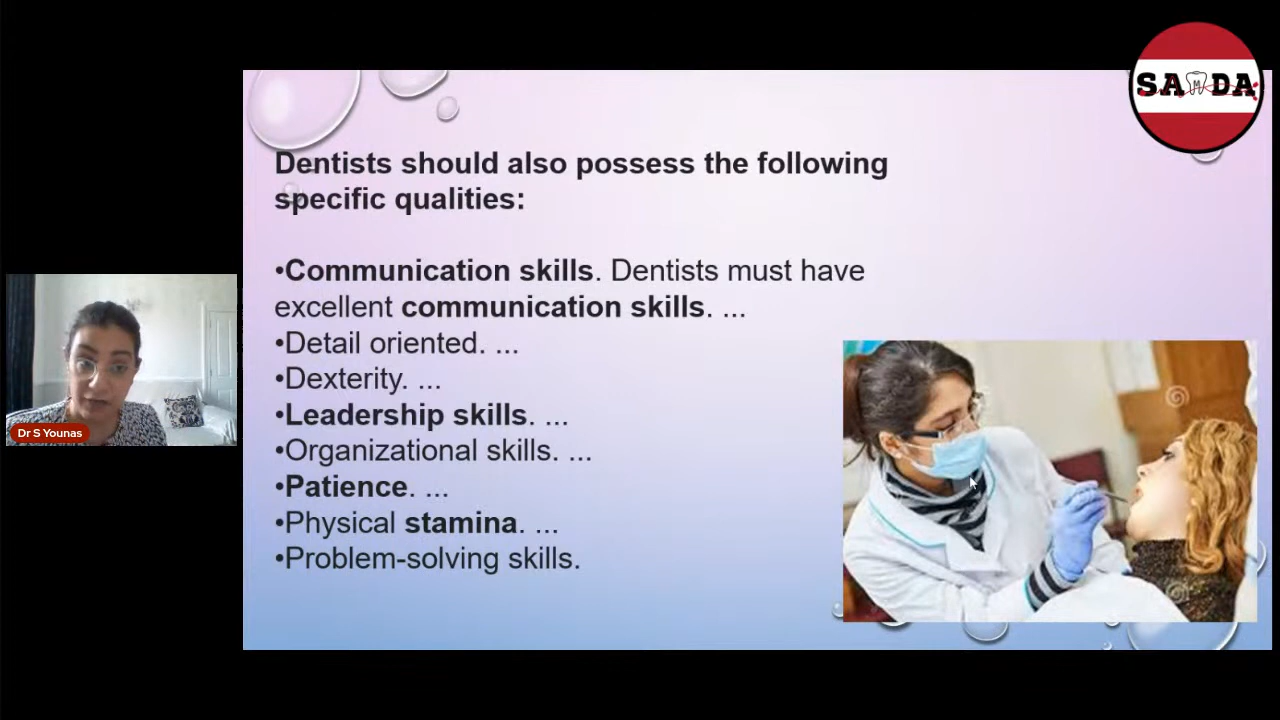 SAMDA
Dentists should also possess the following
specific qualities:
•Communication skills. Dentists must have
excellent communication skills. ...
•Detail oriented. ...
•Dexterity. ...
•Leadership skills. ...
•Organizational skills. ...
•Patience. ...
•Physical stamina. ...
•Problem-solving skills.
Dr S Younas